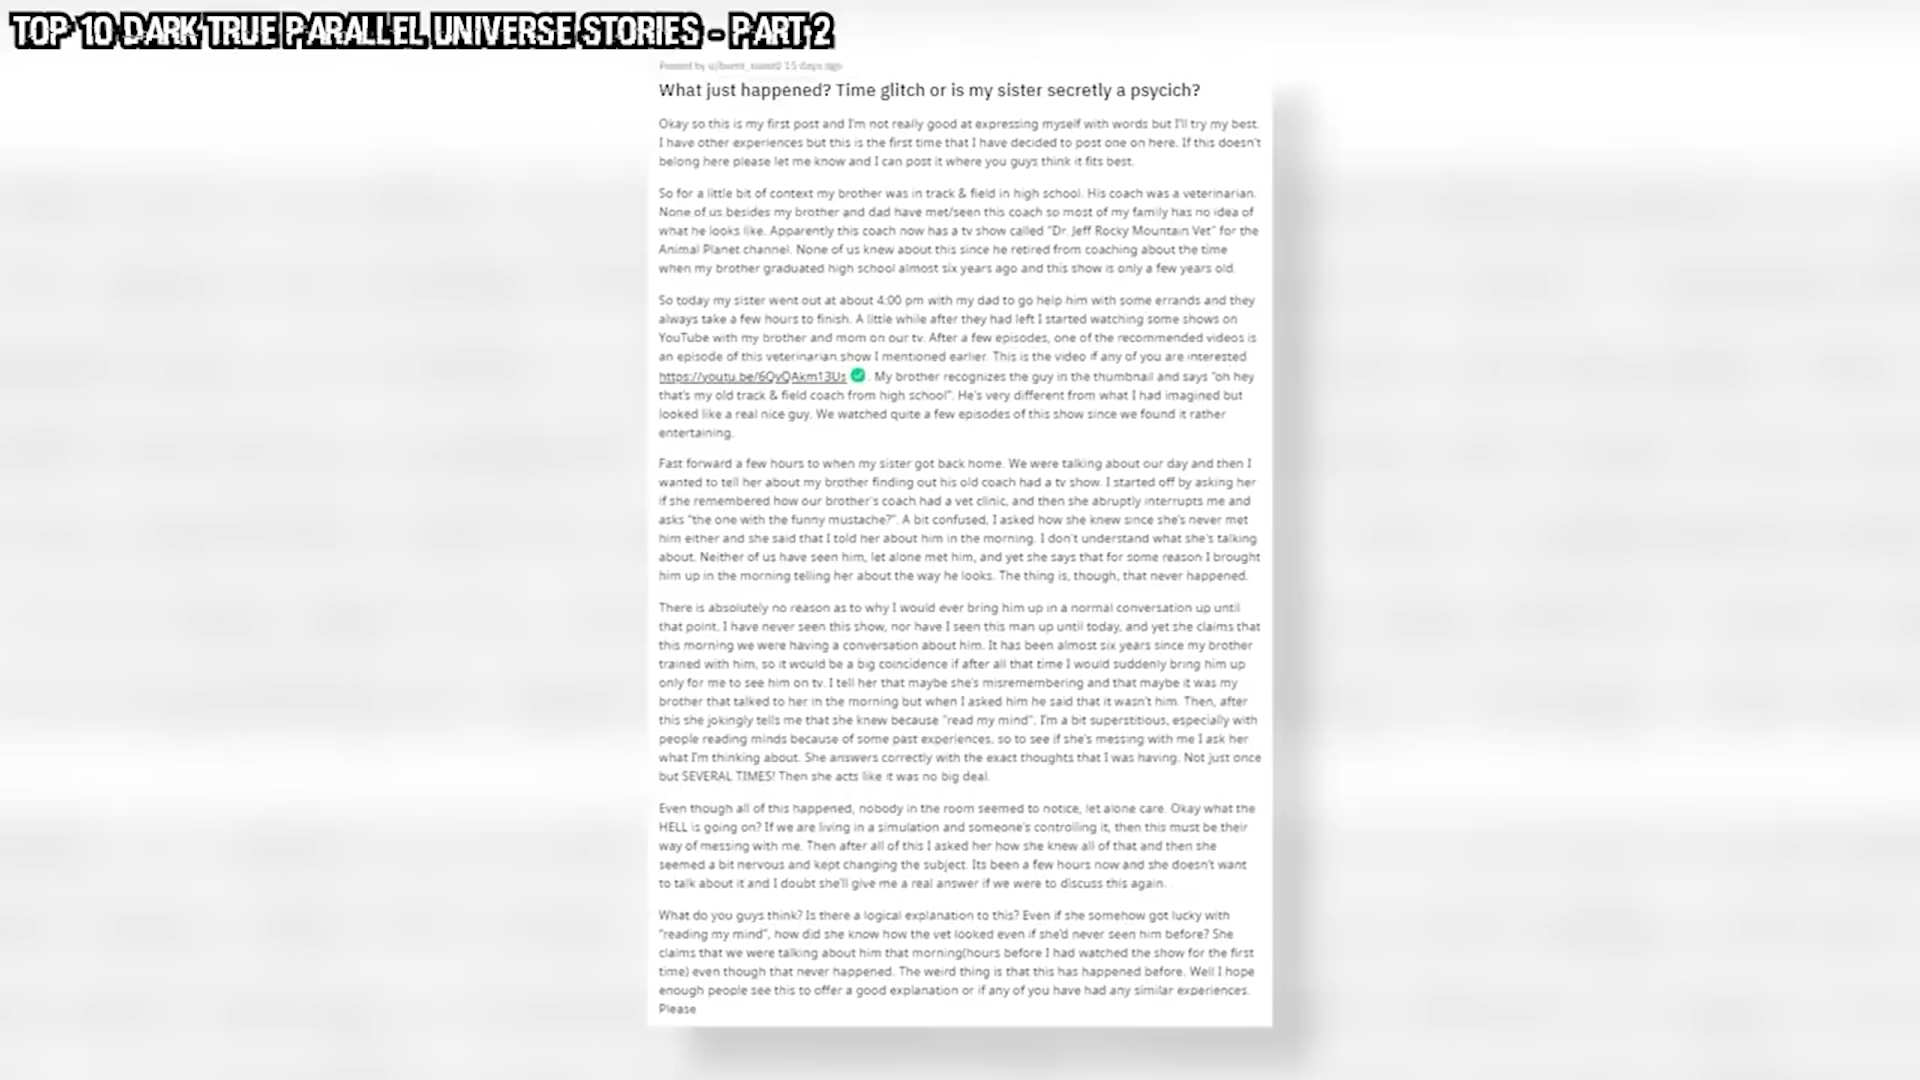 TOP 10 DARK TRUE PARALLEL UNIVERSE STORIES - PART 2
Posted by 15 days ago
What just happened? Time glitch or is my sister secretly a psycich?
Okay so this is my first post and I'm not really good at expressing myself with words but I'll try my best.
I have other experiences but this is the first time that I have decided to post one on here. If this doesn't
belong here please let me know and I can post it where you guys think it fits best.
So for a little bit of context my brother was in track & field in high school. His coach was a veterinarian.
None of us besides my brother and dad have met/seen this coach so most of my family has no idea of
what he looks like. Apparently this coach now has a tv show called "Dr. Jeff Rocky Mountain Vet" for the
Animal Planet channel. None of us knew about this since he retired from coaching about the time
when my brother graduated high school almost six years ago and this show is only a few years old.
So today my sister went out at about 4:00 pm with my dad to go help him with some errands and they
always take a few hours to finish. A little while after they had left I started watching some shows on
YouTube with my brother and mom on our tv. After a few episodes, one of the recommended videos is
an episode of this veterinarian show I mentioned earlier. This is the video if any of you are interested
https://youtu.be/6QvQAkm13Us . My brother recognizes the guy in the thumbnail and says "oh hey
that's my old track & field coach from high school". He's very different from what I had imagined but
looked like a real nice guy. We watched quite a few episodes of this show since we found it rather
entertaining.
Fast forward a few hours to when my sister got back home. We were talking about our day and then I
wanted to tell her about my brother finding out his old coach had a tv show. I started off by asking her
if she remembered how our brother's coach had a vet clinic, and then she abruptly interrupts me and
asks "the one with the funny mustache?". A bit confused, I asked how she knew since she's never met
him either and she said that I told her about him in the morning. I don't understand what she's talking
about. Neither of us have seen him, let alone met him, and yet she says that for some reason I brought
him up in the morning telling her about the way he looks. The thing is, though, that never happened.
There is absolutely no reason as to why I would ever bring him up in a normal conversation up until
that point. I have never seen this show, nor have I seen this man up until today, and yet she claims that
this morning we were having a conversation about him. It has been almost six years since my brother
trained with him, so it would be a big coincidence if after all that time I would suddenly bring him up
only for me to see him on tv. I tell her that maybe she's misremembering and that maybe it was my
brother that talked to her in the morning but when I asked him he said that it wasn't him. Then, after
this she jokingly tells me that she knew because "read my mind". I'm a bit superstitious, especially with
people reading minds because of some past experiences, so to see if she's messing with me I ask her
what I'm thinking about. She answers correctly with the exact thoughts that I was having. Not just once
but SEVERAL TIMES! Then she acts like it was no big deal.
Even though all of this happened, nobody in the room seemed to notice, let alone care. Okay what the
HELL is going on? If we are living in a simulation and someone's controlling it, then this must be their
way of messing with me. Then after all of this I asked her how she knew all of that and then she
seemed a bit nervous and kept changing the subject. Its been a few hours now and she doesn't want
to talk about it and I doubt she'll give me a real answer if we were to discuss this again.
What do you guys think? Is there a logical explanation to this? Even if she somehow got lucky with
"reading my mind", how did she know how the vet looked even if she'd never seen him before? She
claims that we were talking about him that morning(hours before I had watched the show for the first
time) even though that never happened. The weird thing is that this has happened before. Well I hope
enough people see this to offer a good explanation or if any of you have had any similar experiences.
Please